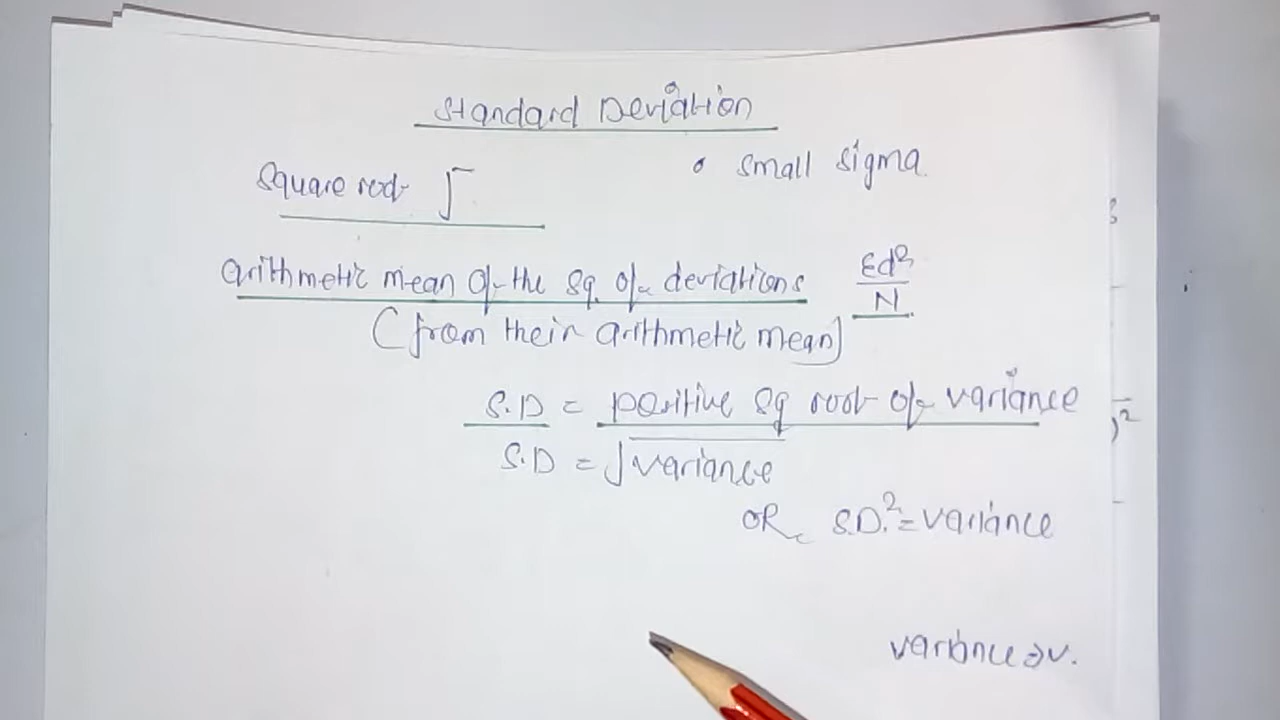 Standard Deviation
σ small sigma.
Square root √
arithmetic mean of the sq. of deviations Σd²/N
(from their arithmetic mean)
S.D = positive sq root of variance
S.D = √variance
OR, S.D.² = variance
variance ⇒ v.
)²